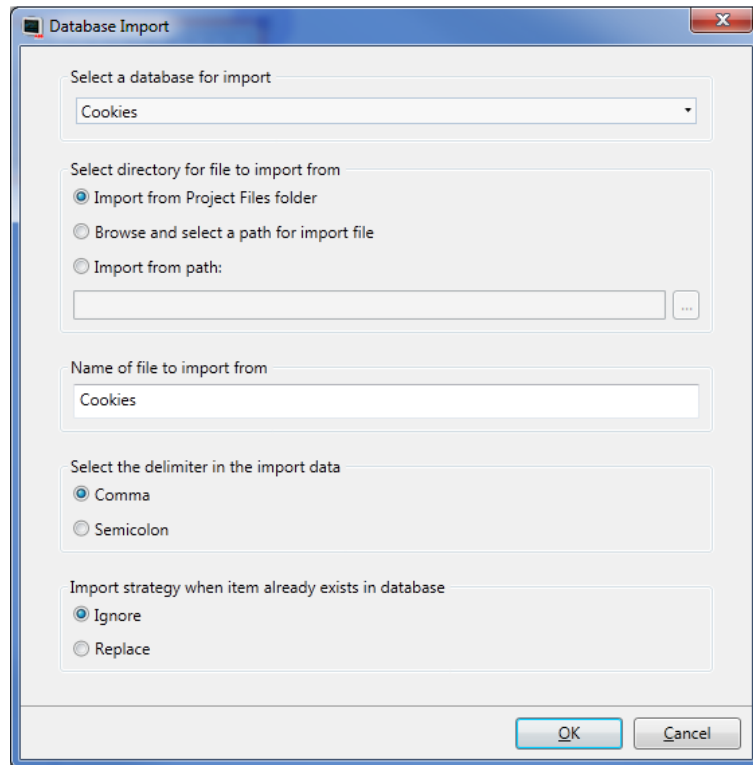 Database Import
Select a database for import
Cookies
Select directory for file to import from
Import from Project Files folder
Browse and select a path for import file
Import from path:
...
Name of file to import from
Cookies
Select the delimiter in the import data
Comma
Semicolon
Import strategy when item already exists in database
Ignore
Replace
OK
Cancel